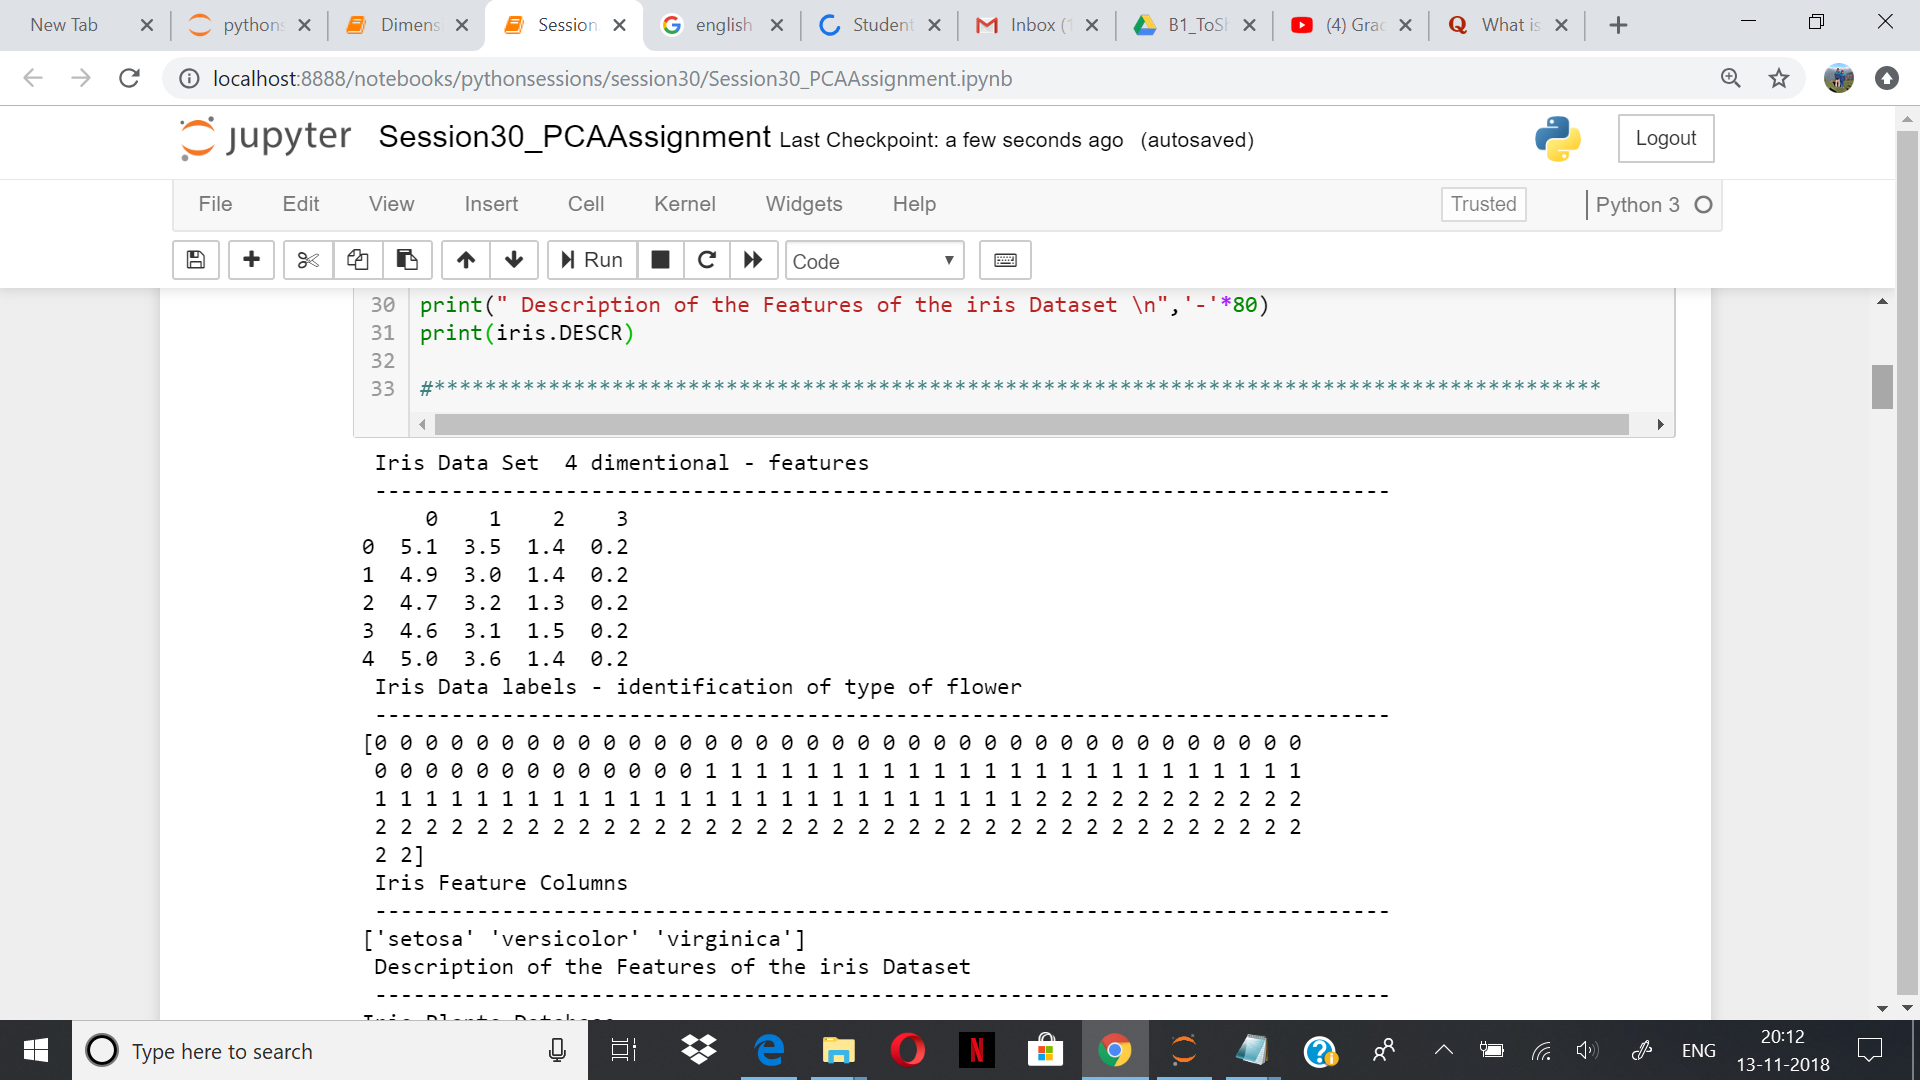 New Tab
pythons
Dimens
Session
english
Student
Inbox (1
B1_ToSh
(4) Grac
What is
localhost:8888/notebooks/pythonsessions/session30/Session30_PCAAssignment.ipynb
jupyter Session30_PCAAssignment Last Checkpoint: a few seconds ago (autosaved)
Logout
File Edit View Insert Cell Kernel Widgets Help
Trusted
Python 3
Run
Code
30 print(" Description of the Features of the iris Dataset \n",'-'*80)
31 print(iris.DESCR)
32
33 #********************************************************************************************
Iris Data Set  4 dimentional - features
--------------------------------------------------------------------------------
0 1 2 3
0 5.1 3.5 1.4 0.2
1 4.9 3.0 1.4 0.2
2 4.7 3.2 1.3 0.2
3 4.6 3.1 1.5 0.2
4 5.0 3.6 1.4 0.2
Iris Data labels - identification of type of flower
--------------------------------------------------------------------------------
[0 0 0 0 0 0 0 0 0 0 0 0 0 0 0 0 0 0 0 0 0 0 0 0 0 0 0 0 0 0 0 0 0 0 0 0 0
0 0 0 0 0 0 0 0 0 0 0 0 0 1 1 1 1 1 1 1 1 1 1 1 1 1 1 1 1 1 1 1 1 1 1 1 1
1 1 1 1 1 1 1 1 1 1 1 1 1 1 1 1 1 1 1 1 1 1 1 1 1 1 2 2 2 2 2 2 2 2 2 2 2
2 2 2 2 2 2 2 2 2 2 2 2 2 2 2 2 2 2 2 2 2 2 2 2 2 2 2 2 2 2 2 2 2 2 2 2 2
2 2]
Iris Feature Columns
--------------------------------------------------------------------------------
['setosa' 'versicolor' 'virginica']
Description of the Features of the iris Dataset
--------------------------------------------------------------------------------
Iris Plants Database
Type here to search
ENG
20:12
13-11-2018